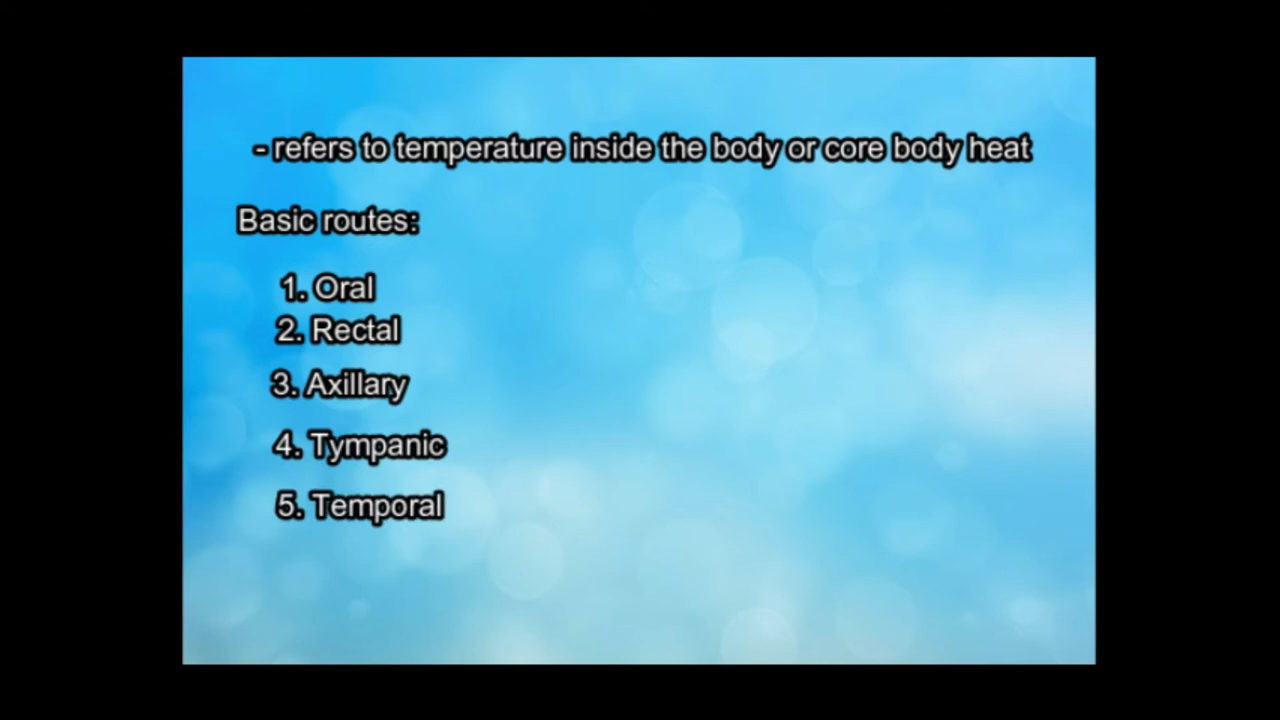 - refers to temperature inside the body or core body heat
Basic routes:
1. Oral
2. Rectal
3. Axillary
4. Tympanic
5. Temporal